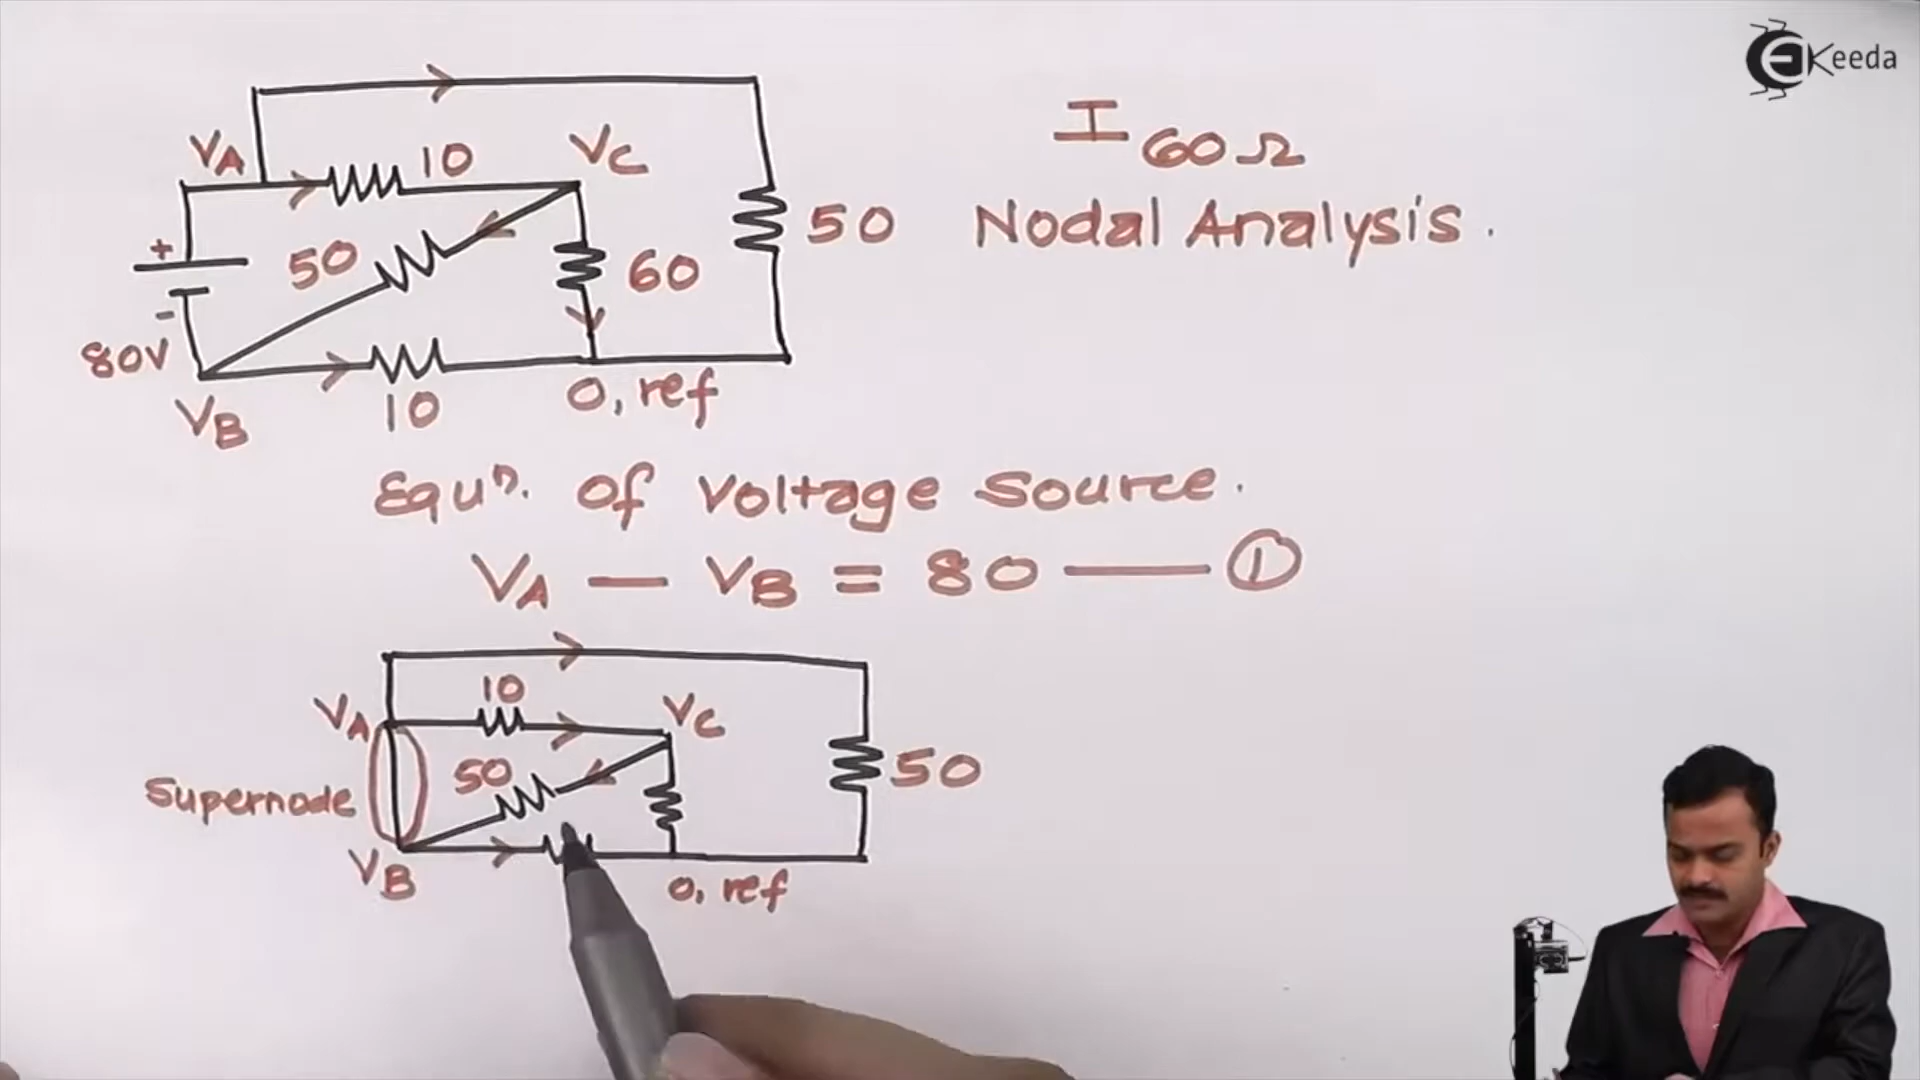 Keeda
I60Ω
Nodal Analysis.
VA
10
VC
+
50
60
50
-
80V
VB
10
0, ref
Equⁿ. of voltage source.
VA — VB = 80 —— ①
VA
10
VC
50
50
Supernode
VB
0, ref